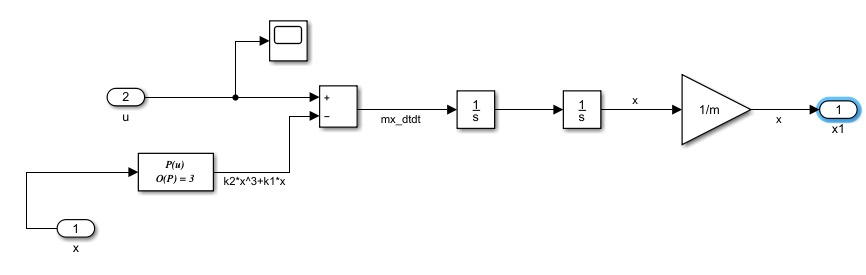 2
u
+
−
mx_dtdt
1
s
1
s
x
1/m
x
1
x1
P(u)
O(P) = 3
k2*x^3+k1*x
1
x